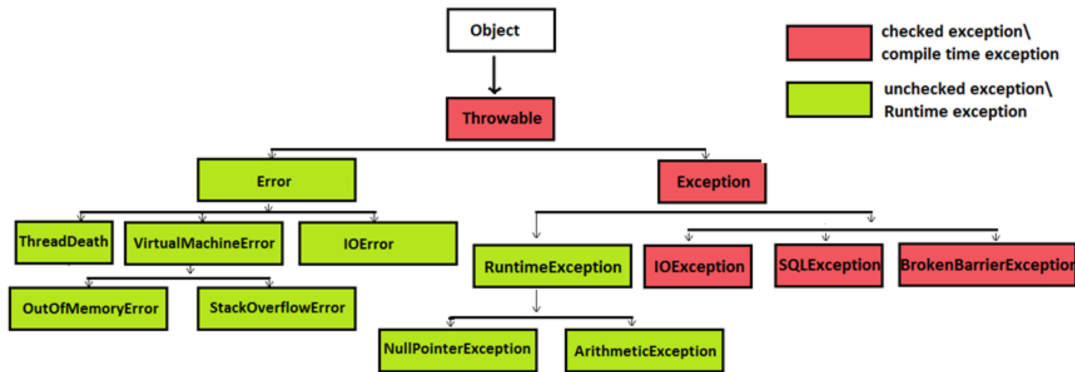 Object
checked exception\
compile time exception
unchecked exception\
Runtime exception
Throwable
Error
Exception
ThreadDeath
VirtualMachineError
IOError
RuntimeException
IOException
SQLException
BrokenBarrierException
OutOfMemoryError
StackOverflowError
NullPointerException
ArithmeticException